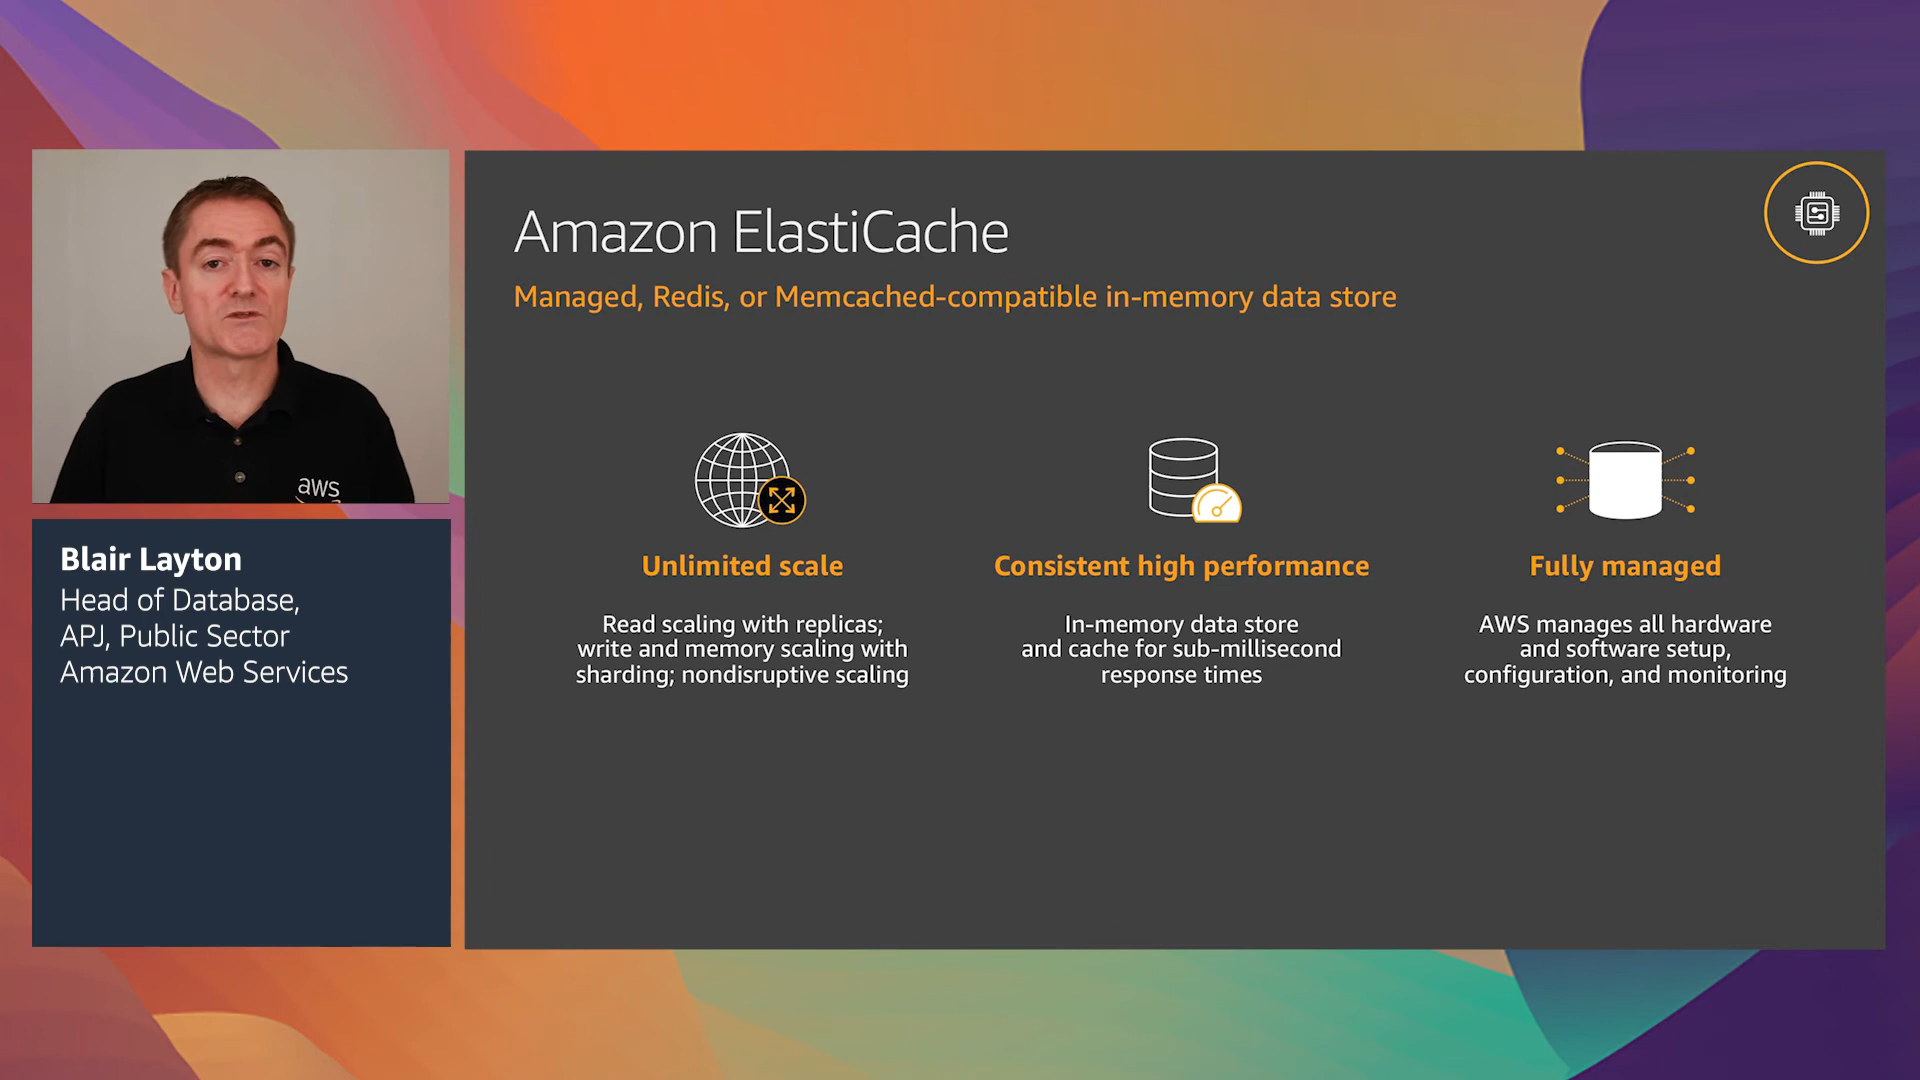 aws
Blair Layton
Head of Database,
APJ, Public Sector
Amazon Web Services
Amazon ElastiCache
Managed, Redis, or Memcached-compatible in-memory data store
Unlimited scale
Read scaling with replicas;
write and memory scaling with
sharding; nondisruptive scaling
Consistent high performance
In-memory data store
and cache for sub-millisecond
response times
Fully managed
AWS manages all hardware
and software setup,
configuration, and monitoring